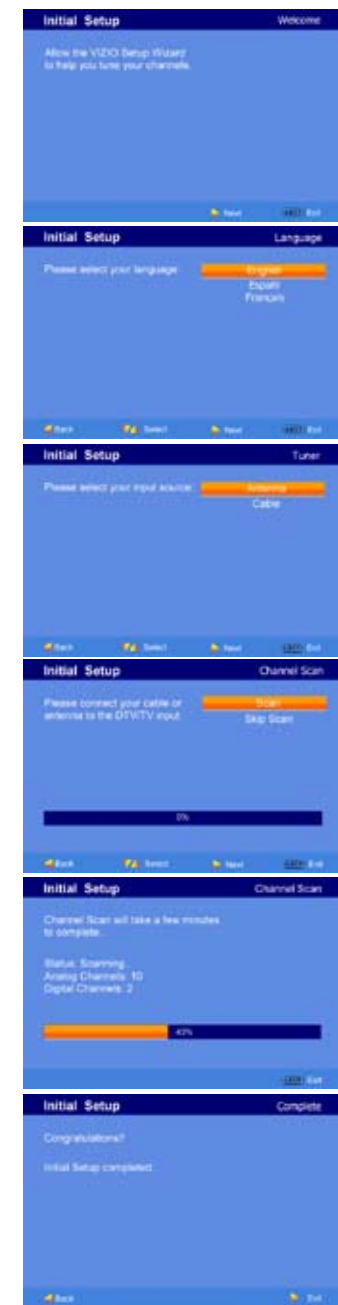 Initial Setup Welcome
Allow the VIZIO Setup Wizard
to help you tune your channels.
Next EXIT Exit
Initial Setup Language
Please select your language English
Español
Français
Back Select Next EXIT Exit
Initial Setup Tuner
Please select your input source: Antenna
Cable
Back Select Next EXIT Exit
Initial Setup Channel Scan
Please connect your cable or Scan
antenna to the DTV/TV input. Skip Scan
0%
Back Select Next EXIT Exit
Initial Setup Channel Scan
Channel Scan will take a few minutes
to complete.
Status: Scanning...
Analog Channels: 10
Digital Channels: 2
43%
EXIT Exit
Initial Setup Complete
Congratulations!!
Initial Setup completed.
Back Exit